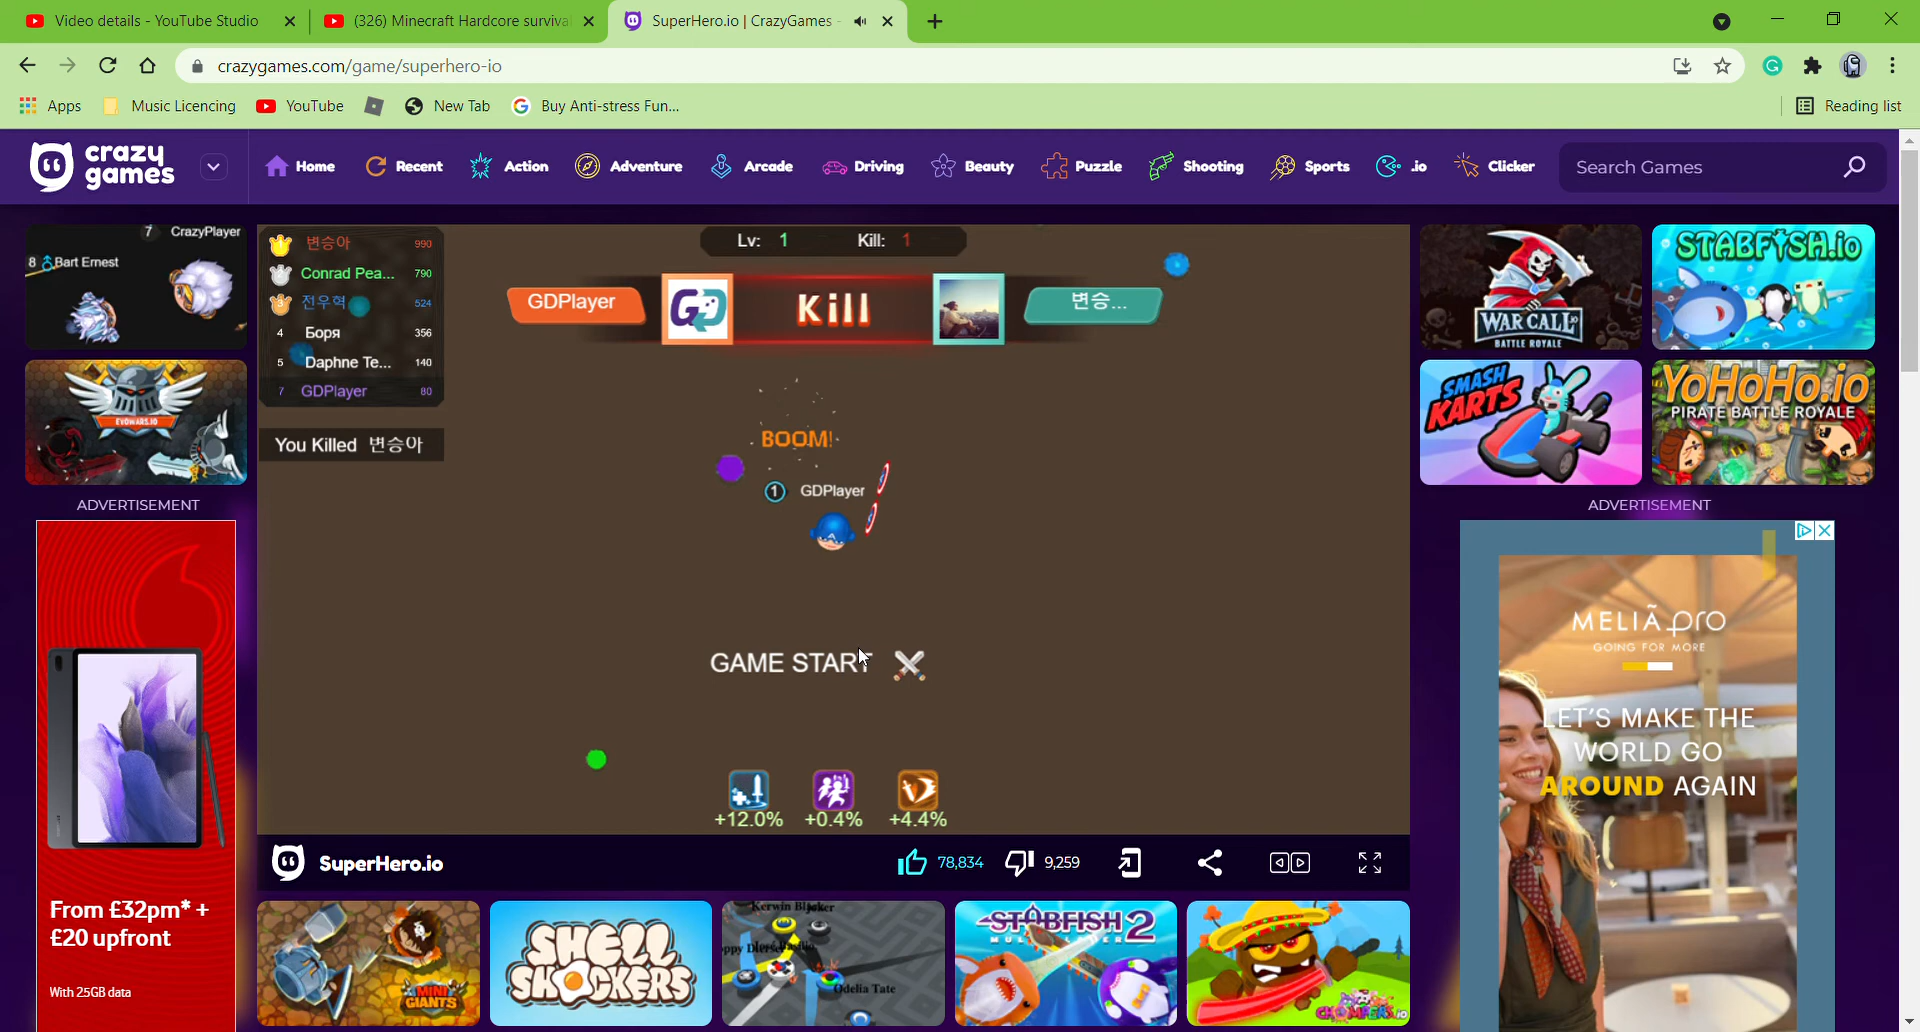 Video details - YouTube Studio
(326) Minecraft Hardcore surviva
SuperHero.io | CrazyGames -
crazygames.com/game/superhero-io
Apps
Music Licencing
YouTube
New Tab
Buy Anti-stress Fun...
Reading list
crazy
games
Home
Recent
Action
Adventure
Arcade
Driving
Beauty
Puzzle
Shooting
Sports
.io
Clicker
Search Games
7 CrazyPlayer
8 Bart Ernest
EVOWARS.IO
ADVERTISEMENT
From £32pm* +
£20 upfront
With 25GB data
변승아 990
Conrad Pea... 790
3 전우혁 524
4 Боря 356
5 Daphne Te... 140
7 GDPlayer 80
You Killed 변승아
Lv: 1 Kill: 1
GDPlayer
GP
Kill
변승...
BOOM!
1 GDPlayer
A
GAME START
+12.0% +0.4% +4.4%
SuperHero.io
78,834
9,259
MINI
GIANTS
SHELL
SHOCKERS
Kerwin Blacker
Odelia Tate
STABFISH 2
CHOMPERS.IO
WAR CALL
BATTLE ROYALE
STABFISH.io
SMASH
KARTS
YoHoHo.io
PIRATE BATTLE ROYALE
ADVERTISEMENT
MELIÃ pro
GOING FOR MORE
LET'S MAKE THE
WORLD GO
AROUND AGAIN